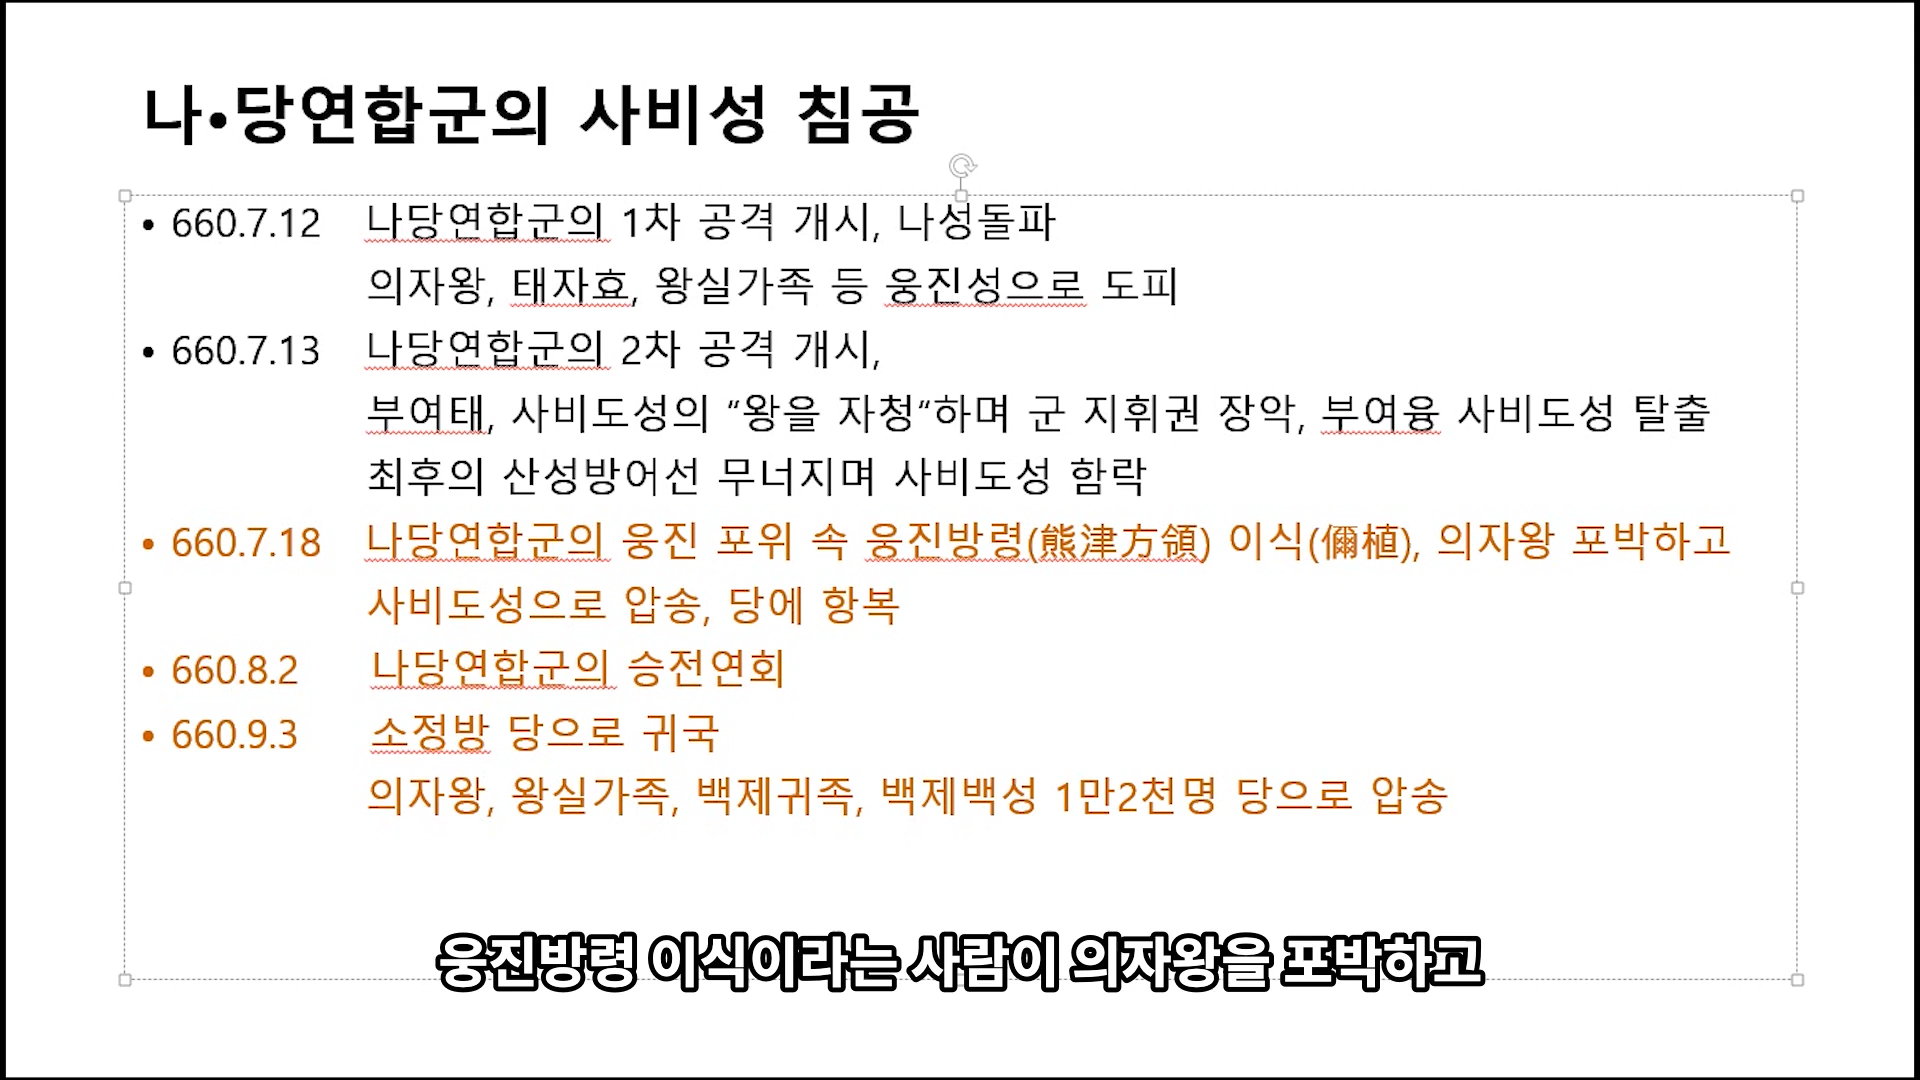 나•당연합군의 사비성 침공
• 660.7.12 나당연합군의 1차 공격 개시, 나성돌파
의자왕, 태자효, 왕실가족 등 웅진성으로 도피
• 660.7.13 나당연합군의 2차 공격 개시,
부여태, 사비도성의 “왕을 자청“하며 군 지휘권 장악, 부여융 사비도성 탈출
최후의 산성방어선 무너지며 사비도성 함락
• 660.7.18 나당연합군의 웅진 포위 속 웅진방령(熊津方領) 이식(儞植), 의자왕 포박하고
사비도성으로 압송, 당에 항복
• 660.8.2 나당연합군의 승전연회
• 660.9.3 소정방 당으로 귀국
의자왕, 왕실가족, 백제귀족, 백제백성 1만2천명 당으로 압송
웅진방령 이식이라는 사람이 의자왕을 포박하고